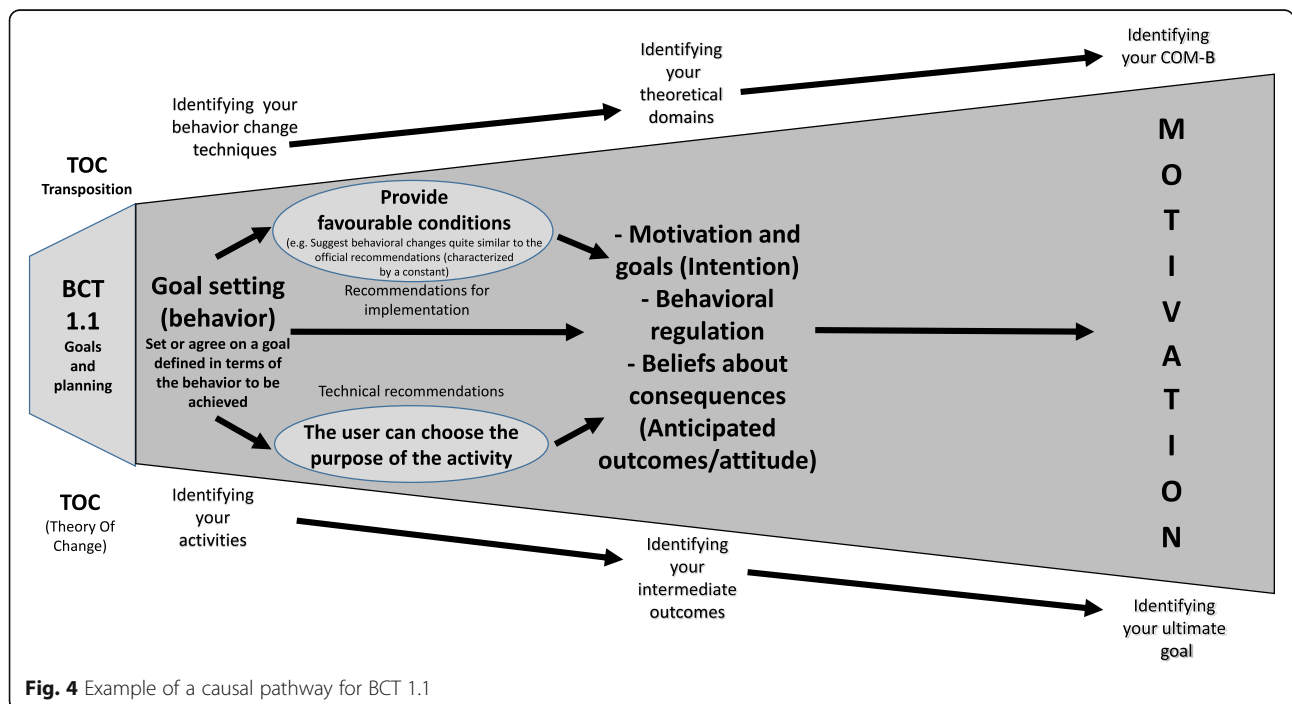 Identifying
your COM-B
Identifying
your
theoretical
domains
Identifying your
behavior change
techniques
TOC
Transposition
BCT
1.1
Goals
and
planning
Goal setting
(behavior)
Set or agree on a goal
defined in terms of
the behavior to be
achieved
Provide
favourable conditions
(e.g. Suggest behavioral changes quite similar to the
official recommendations (characterized
by a constant)
Recommendations for
implementation
Technical recommendations
The user can choose the
purpose of the activity
- Motivation and
goals (Intention)
- Behavioral
regulation
- Beliefs about
consequences
(Anticipated
outcomes/attitude)
M
O
T
I
V
A
T
I
O
N
TOC
(Theory Of
Change)
Identifying
your
activities
Identifying
your
intermediate
outcomes
Identifying
your ultimate
goal
Fig. 4 Example of a causal pathway for BCT 1.1